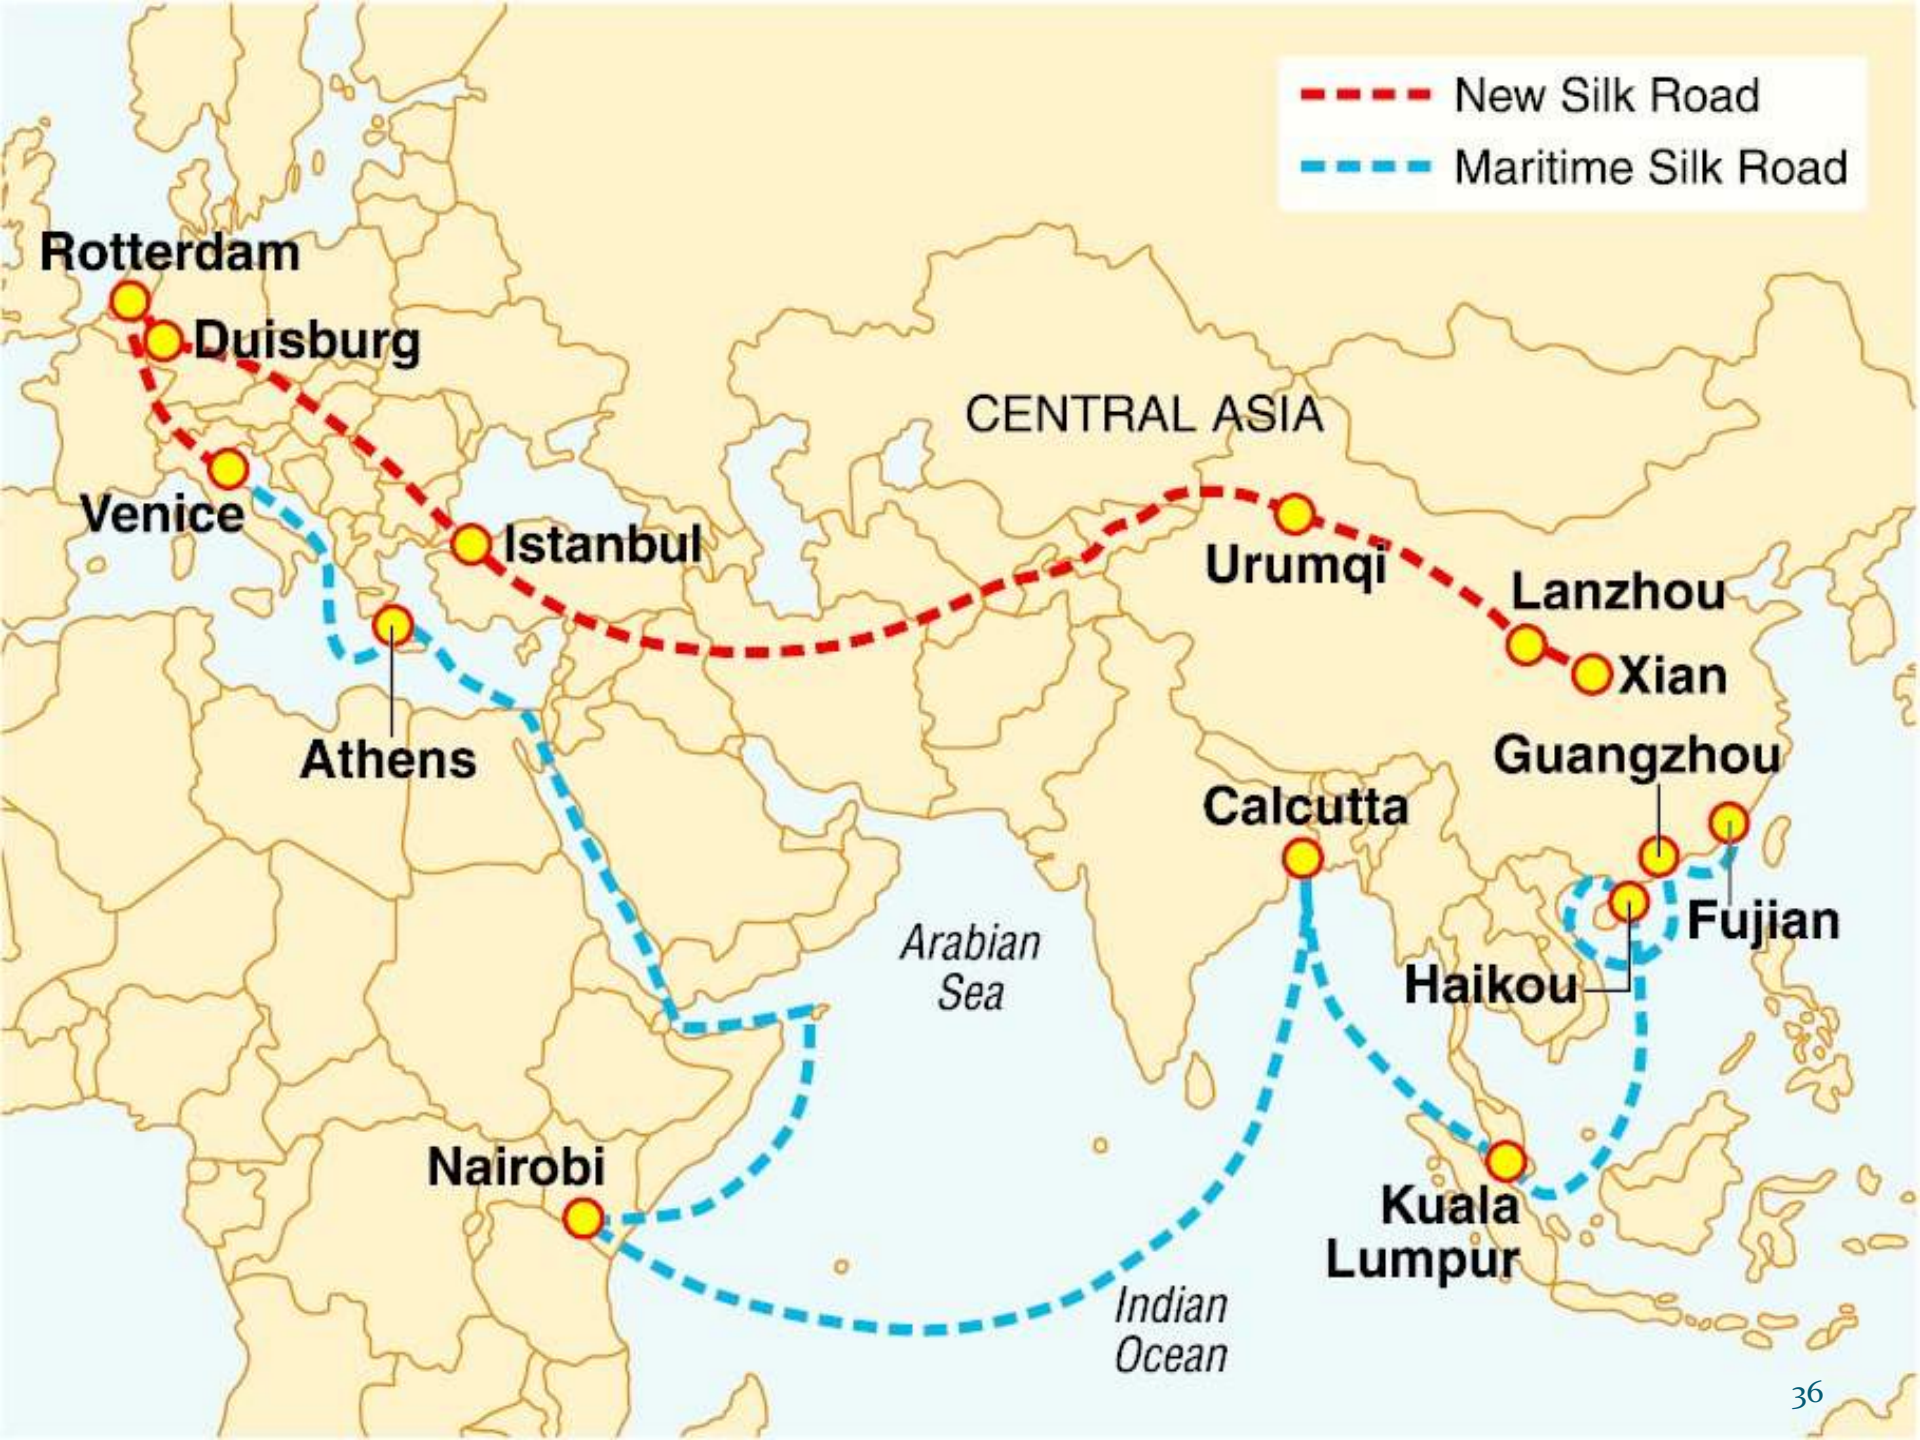 New Silk Road
Maritime Silk Road
Rotterdam
Duisburg
CENTRAL ASIA
Venice
Istanbul
Urumqi
Lanzhou
Xian
Athens
Guangzhou
Calcutta
Fujian
Arabian
Sea
Haikou
Nairobi
Kuala
Lumpur
Indian
Ocean
36